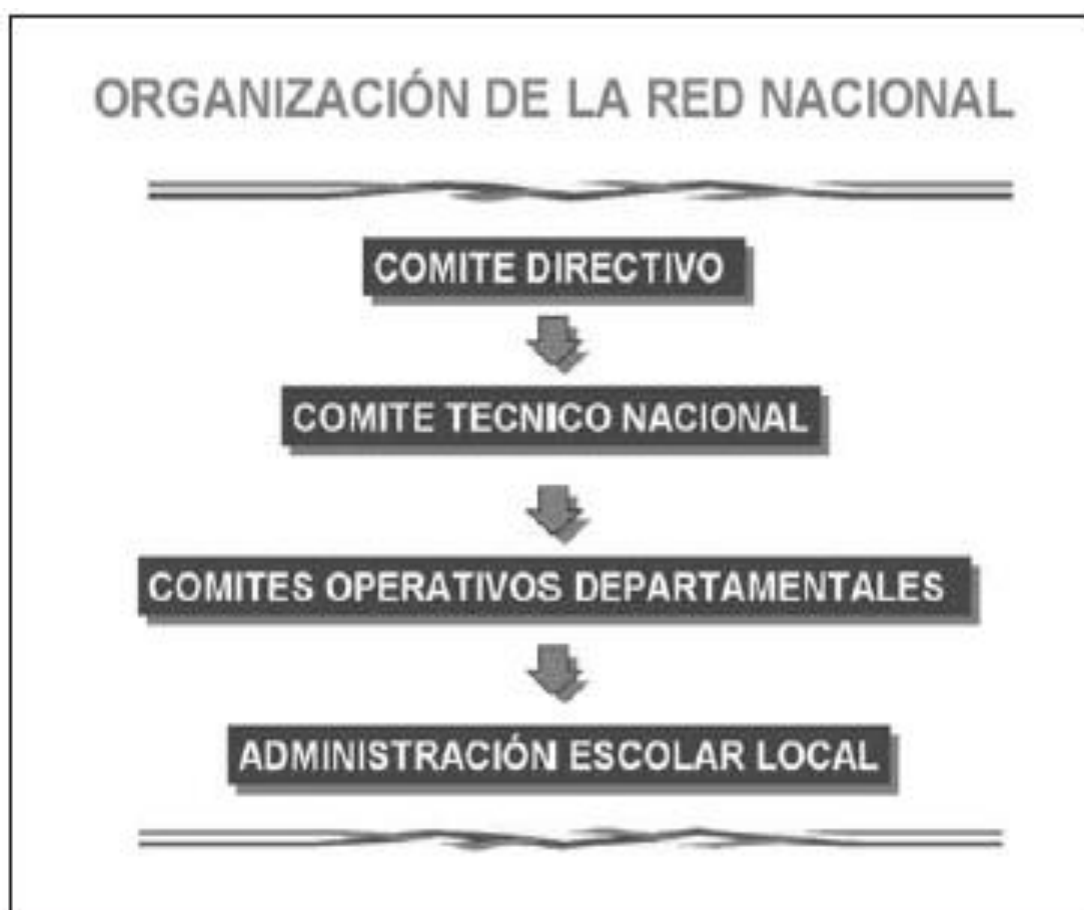 ORGANIZACIÓN DE LA RED NACIONAL
COMITE DIRECTIVO
COMITE TECNICO NACIONAL
COMITES OPERATIVOS DEPARTAMENTALES
ADMINISTRACIÓN ESCOLAR LOCAL